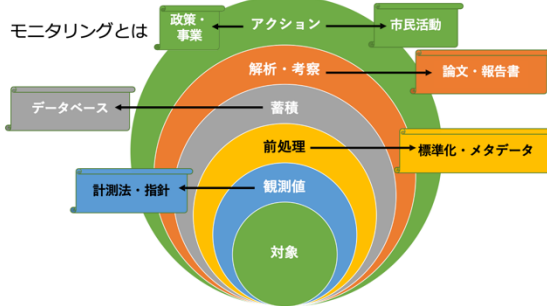 モニタリングとは
政策・
事業
アクション
市民活動
解析・考察
論文・報告書
データベース
蓄積
前処理
標準化・メタデータ
計測法・指針
観測値
対象